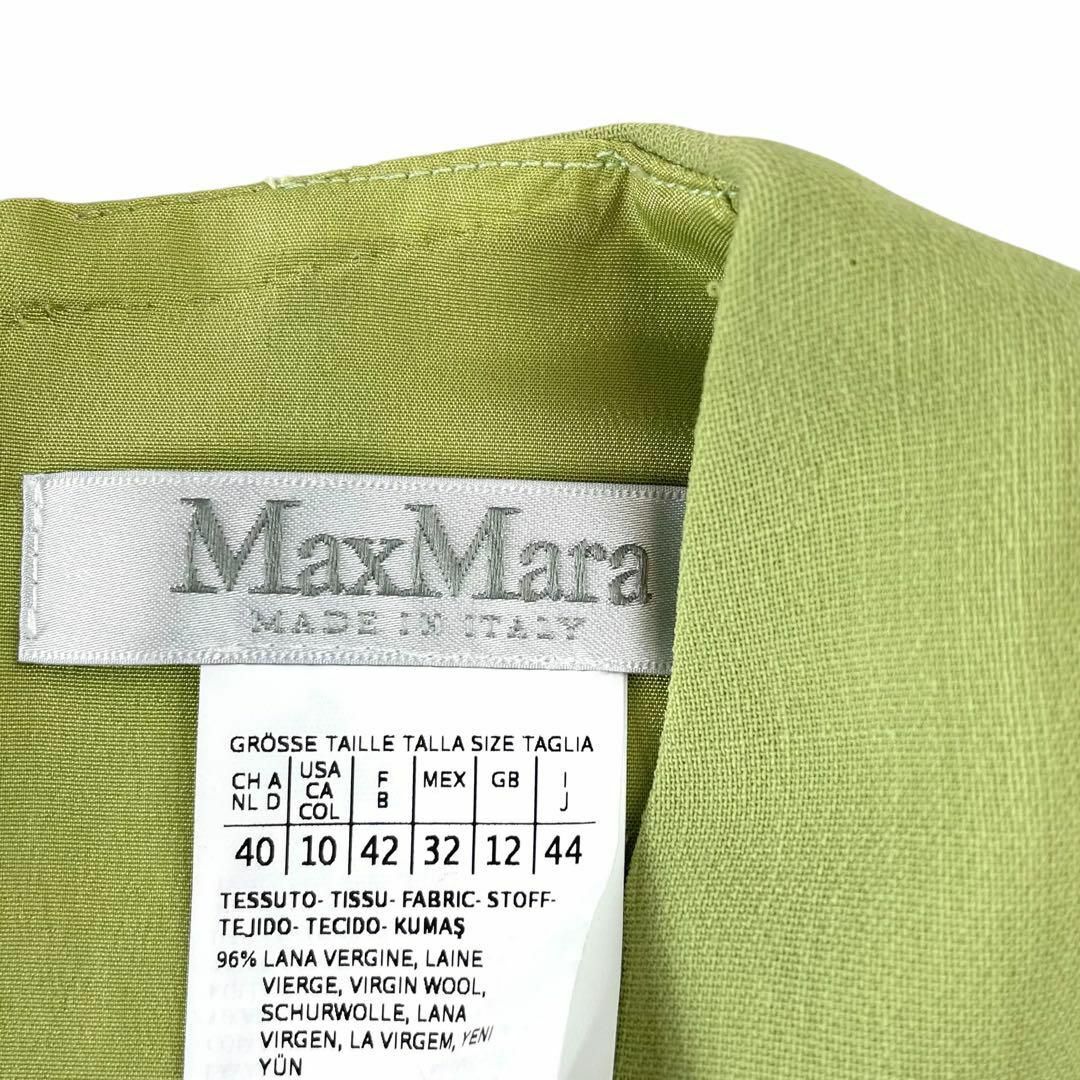 MaxMara
MADE IN ITALY
GRÖSSE TAILLE TALLA SIZE TAGLIA
CH A USA F MEX GB I
NL D CA B J
COL
40 10 42 32 12 44
TESSUTO- TISSU- FABRIC- STOFF-
TEJIDO- TECIDO- KUMAŞ
96% LANA VERGINE, LAINE
VIERGE, VIRGIN WOOL,
SCHURWOLLE, LANA
VIRGEN, LA VIRGEM, YENI
YÜN